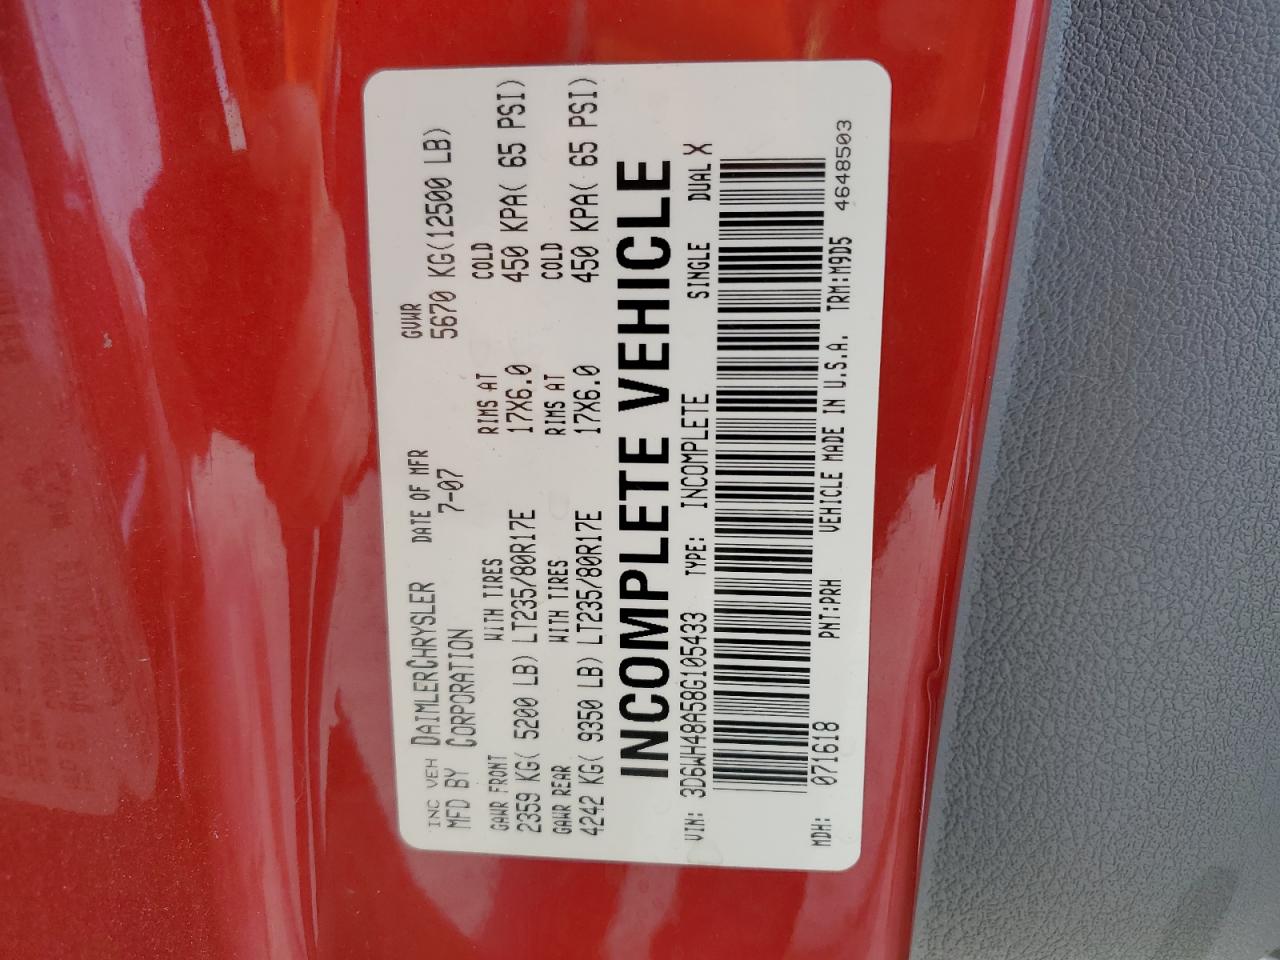 INC VEH DAIMLERCHRYSLER DATE OF MFR GVWR
MFD BY CORPORATION 7-07 5670 KG(12500 LB)
GAWR FRONT WITH TIRES RIMS AT COLD
2359 KG( 5200 LB) LT235/80R17E 17X6.0 450 KPA( 65 PSI)
GAWR REAR WITH TIRES RIMS AT COLD
4242 KG( 9350 LB) LT235/80R17E 17X6.0 450 KPA( 65 PSI)
INCOMPLETE VEHICLE
VIN: 3D6WH48A58G105433 TYPE: INCOMPLETE SINGLE DUAL X
MDH: 071618 PNT:PRH VEHICLE MADE IN U.S.A. TRM:M9D5 4648503